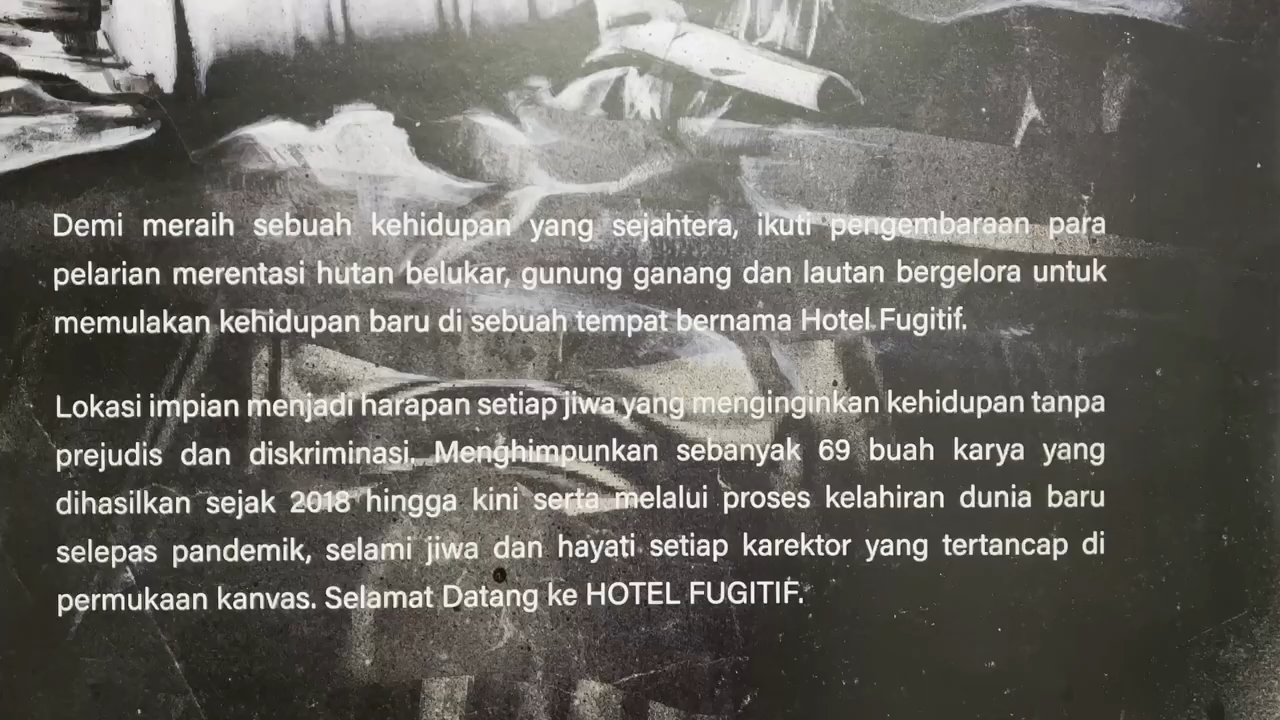 Demi meraih sebuah kehidupan yang sejahtera, ikuti pengembaraan para
pelarian merentasi hutan belukar, gunung ganang dan lautan bergelora untuk
memulakan kehidupan baru di sebuah tempat bernama Hotel Fugitif.
Lokasi impian menjadi harapan setiap jiwa yang menginginkan kehidupan tanpa
prejudis dan diskriminasi. Menghimpunkan sebanyak 69 buah karya yang
dihasilkan sejak 2018 hingga kini serta melalui proses kelahiran dunia baru
selepas pandemik, selami jiwa dan hayati setiap karektor yang tertancap di
permukaan kanvas. Selamat Datang ke HOTEL FUGITIF.